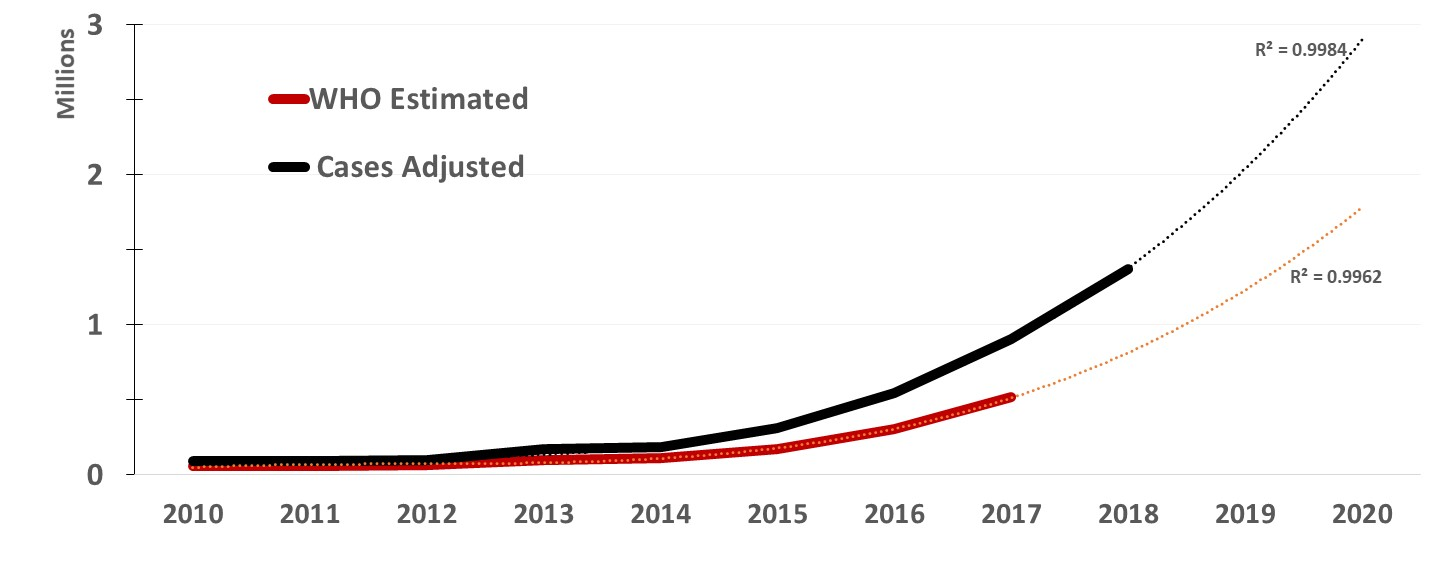 Millions
3
2
1
0
WHO Estimated
Cases Adjusted
R² = 0.9984
R² = 0.9962
2010 2011 2012 2013 2014 2015 2016 2017 2018 2019 2020